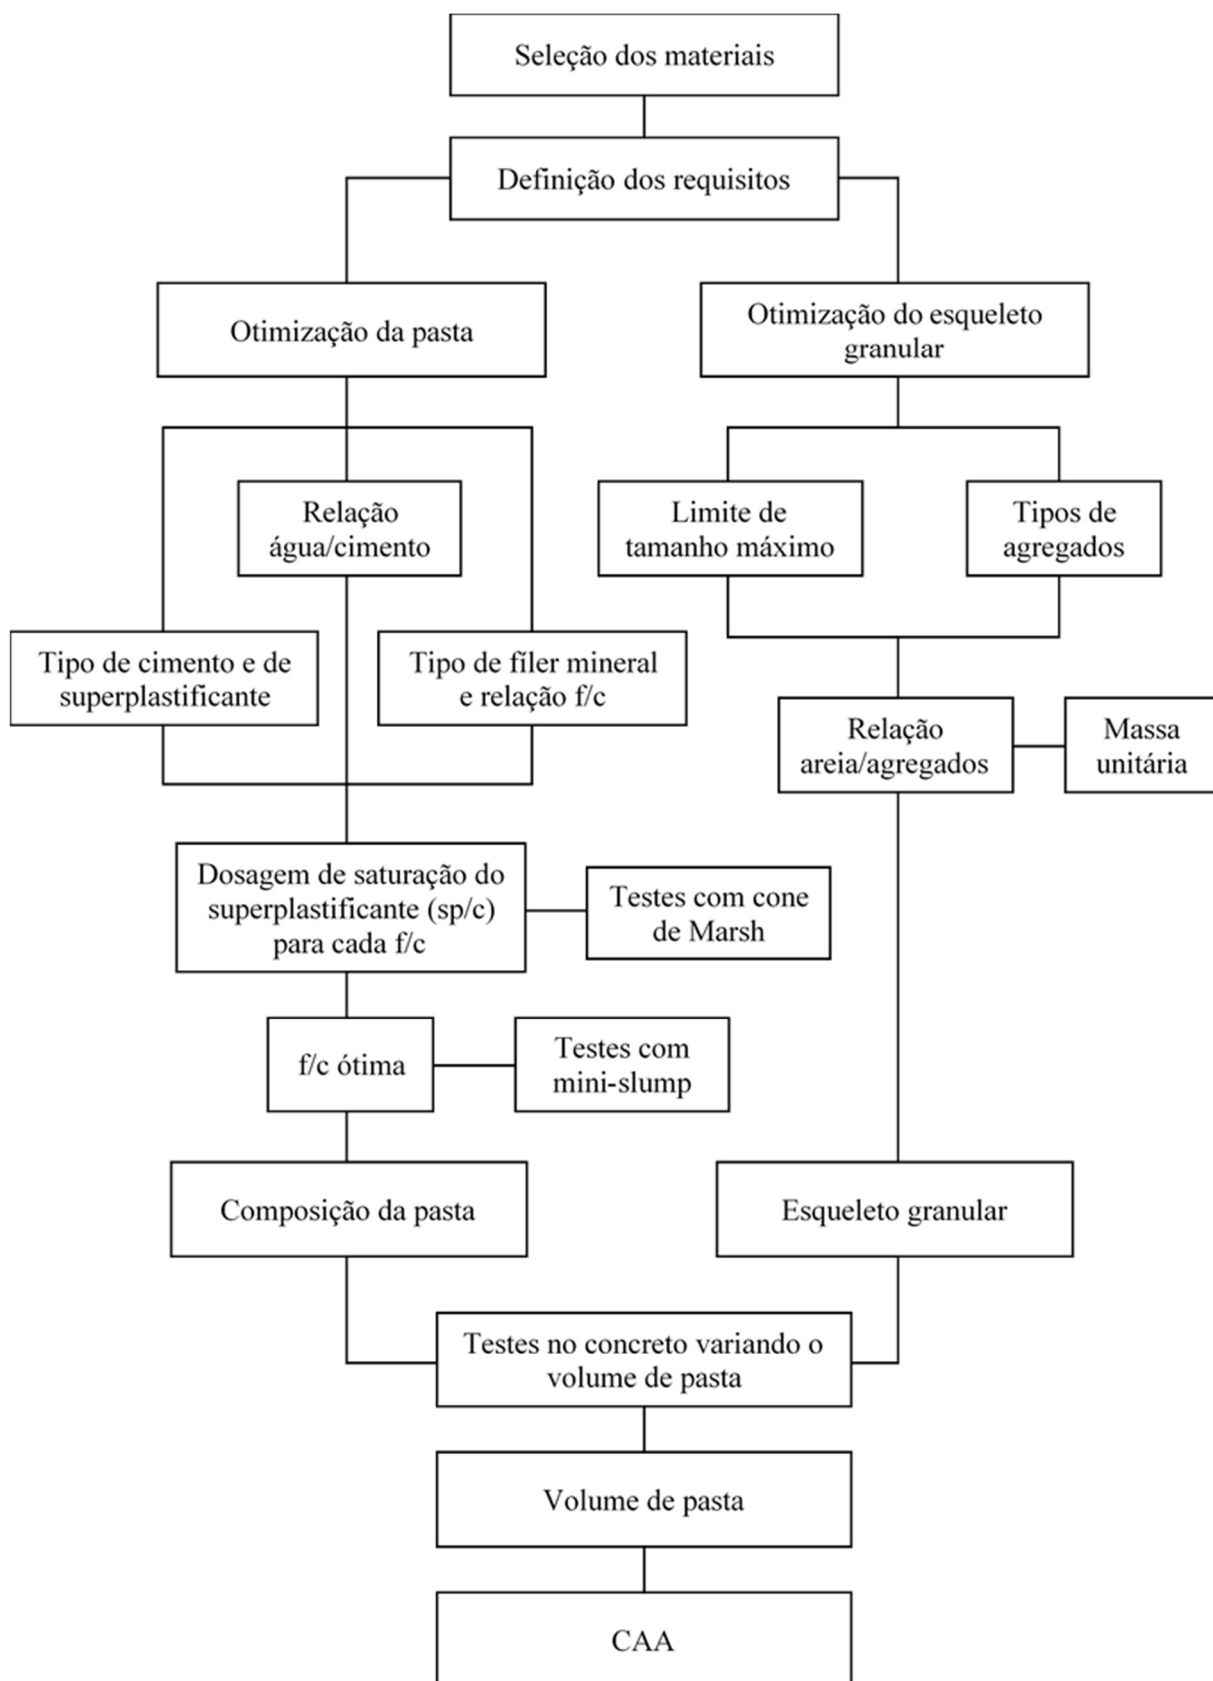 Seleção dos materiais
Definição dos requisitos
Otimização da pasta
Otimização do esqueleto
granular
Relação
água/cimento
Limite de
tamanho máximo
Tipos de
agregados
Tipo de cimento e de
superplastificante
Tipo de fíler mineral
e relação f/c
Relação
areia/agregados
Massa
unitária
Dosagem de saturação do
superplastificante (sp/c)
para cada f/c
Testes com cone
de Marsh
f/c ótima
Testes com
mini-slump
Composição da pasta
Esqueleto granular
Testes no concreto variando o
volume de pasta
Volume de pasta
CAA